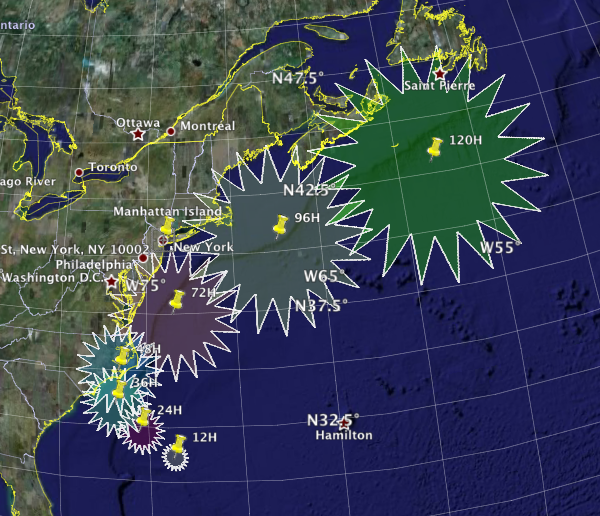 ntario
N47.5°
Saint Pierre
Ottawa
Montréal
120H
Toronto
ago River
N42.5°
Manhattan Island
96H
St, New York, NY 10002
New York
W55°
Philadelphia
Washington D.C.
W75°
W65°
72H
N37.5°
48H
36H
24H
N32.5°
Hamilton
12H